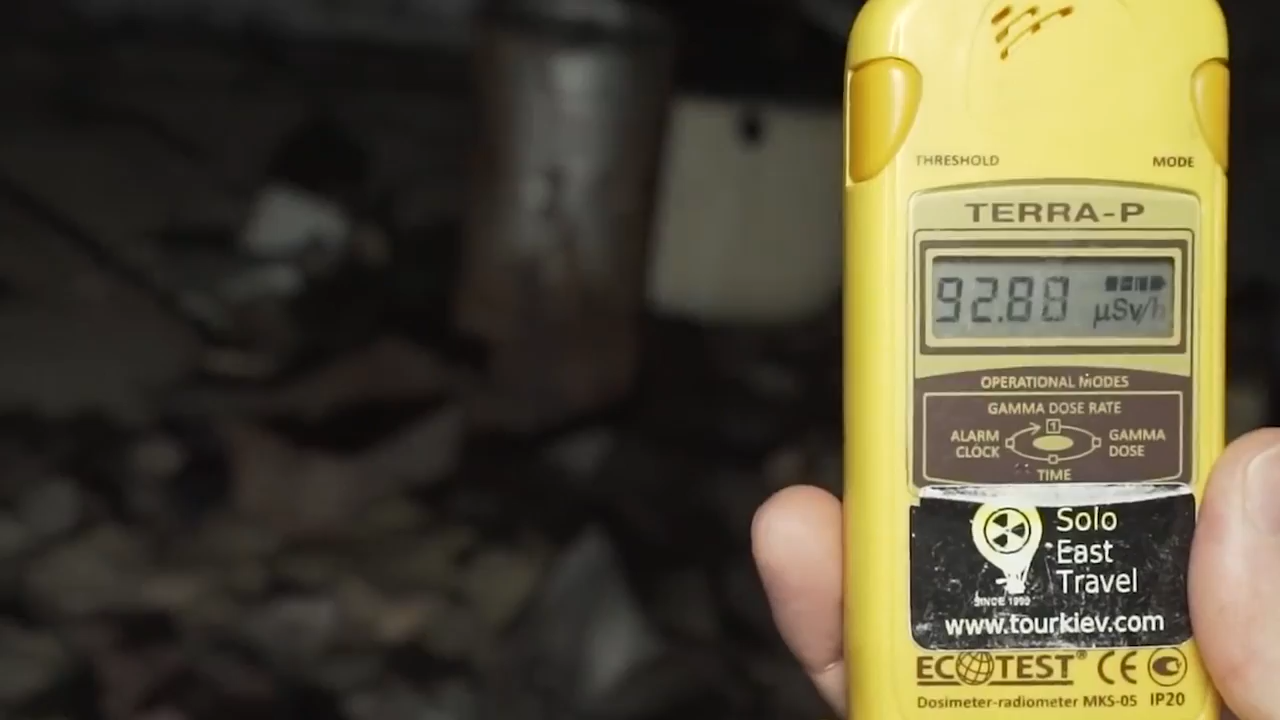 THRESHOLD MODE
TERRA-P
92.88 µSv/h
OPERATIONAL MODES
GAMMA DOSE RATE
1
ALARM CLOCK
GAMMA DOSE
TIME
Solo
East
Travel
SINCE 1999
www.tourkiev.com
ECOTEST® CE
Dosimeter-radiometer MKS-05 IP20